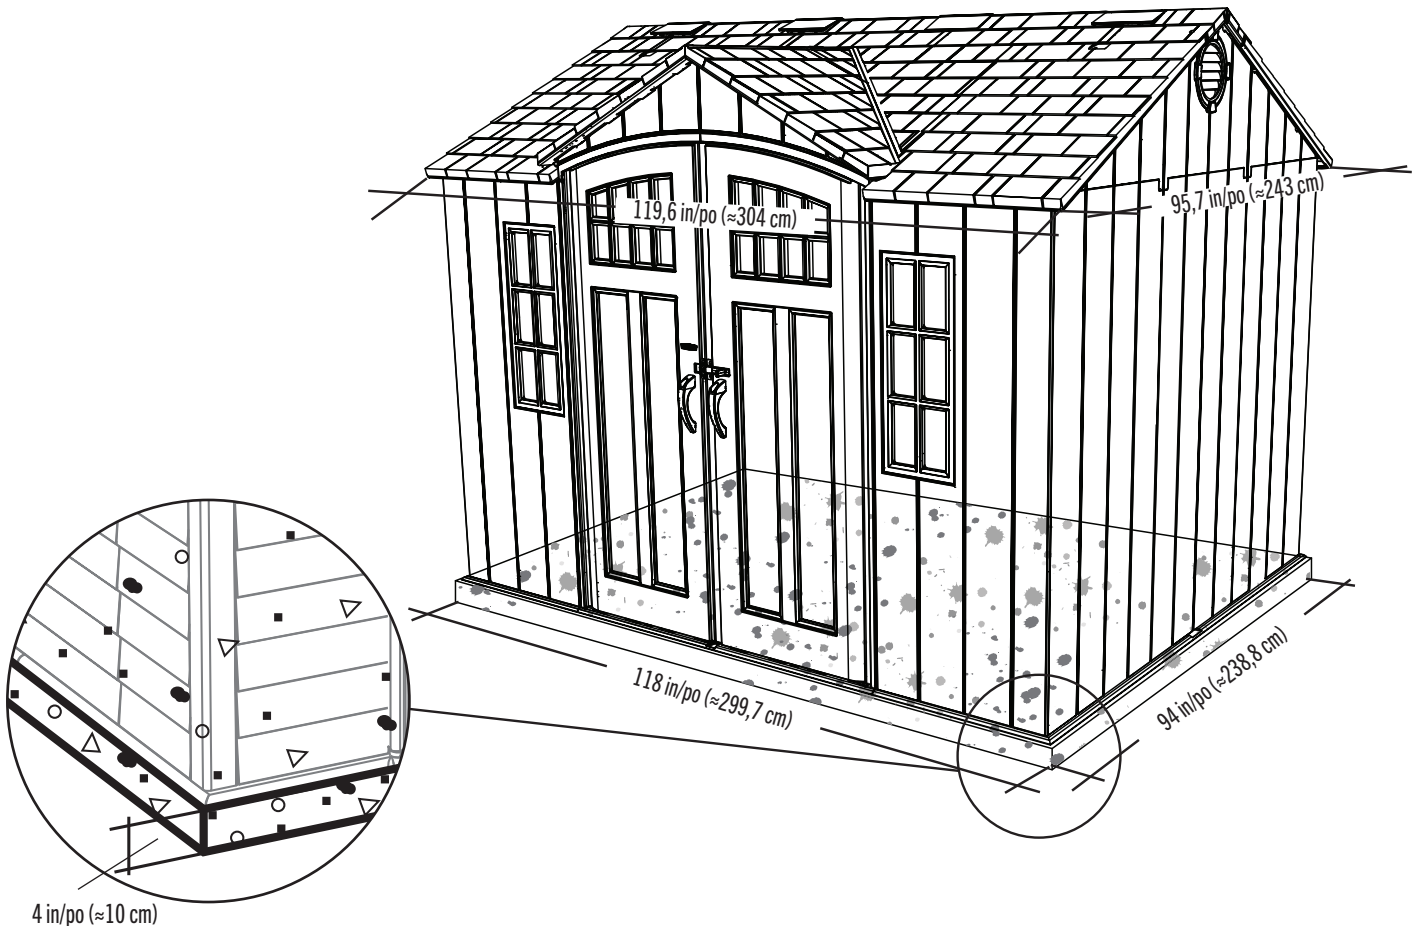 119,6 in/po (≈304 cm)
95,7 in/po (≈243 cm)
118 in/po (≈299,7 cm)
94 in/po (≈238,8 cm)
4 in/po (≈10 cm)